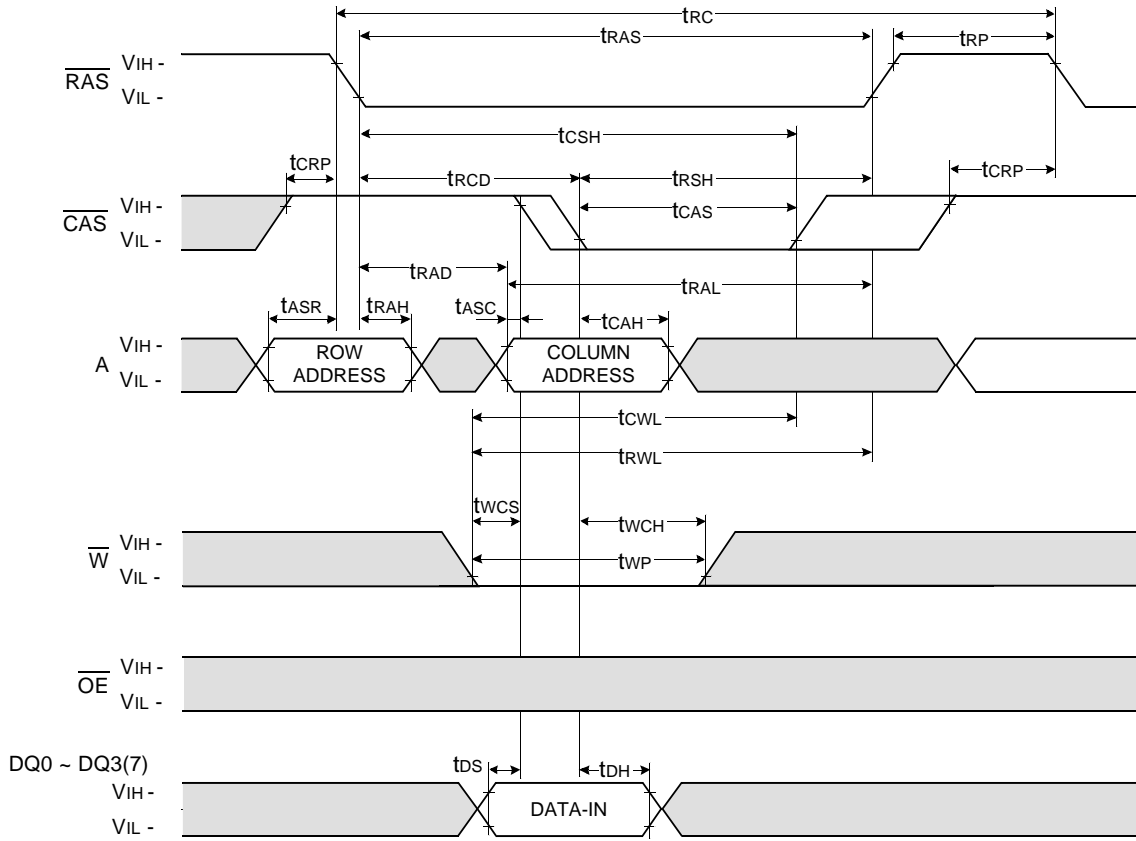 tRC
tRAS
tRP
RAS
VIH -
VIL -
tCSH
tCRP
tRCD
tRSH
tCRP
CAS
VIH -
VIL -
tCAS
tRAD
tRAL
tASR
tRAH
tASC
tCAH
A
VIH -
VIL -
ROW
ADDRESS
COLUMN
ADDRESS
tCWL
tRWL
tWCS
tWCH
W
VIH -
VIL -
tWP
OE
VIH -
VIL -
DQ0 ~ DQ3(7)
VIH -
VIL -
tDS
tDH
DATA-IN